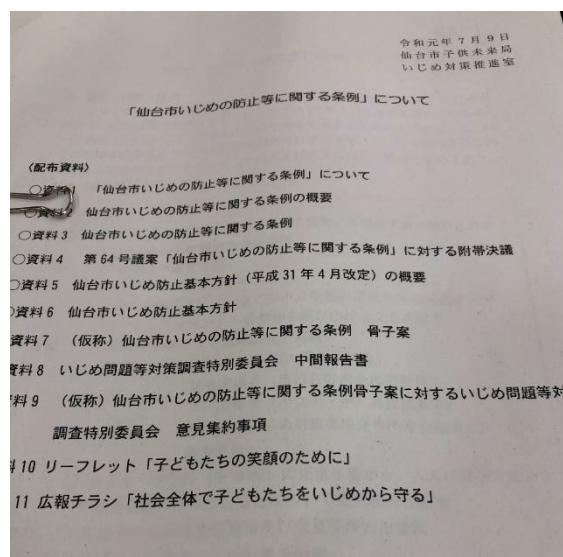 令和元年7月9日
仙台市子供未来局
いじめ対策推進室
「仙台市いじめの防止等に関する条例」について
〈配布資料〉
○資料1 「仙台市いじめの防止等に関する条例」について
○資料2 仙台市いじめの防止等に関する条例の概要
○資料3 仙台市いじめの防止等に関する条例
○資料4 第64号議案「仙台市いじめの防止等に関する条例」に対する附帯決議
○資料5 仙台市いじめ防止基本方針(平成31年4月改定)の概要
資料6 仙台市いじめ防止基本方針
資料7 (仮称)仙台市いじめの防止等に関する条例 骨子案
資料8 いじめ問題等対策調査特別委員会 中間報告書
料9 (仮称)仙台市いじめの防止等に関する条例骨子案に対するいじめ問題等対
調査特別委員会 意見集約事項
料10 リーフレット「子どもたちの笑顔のために」
11 広報チラシ「社会全体で子どもたちをいじめから守る」